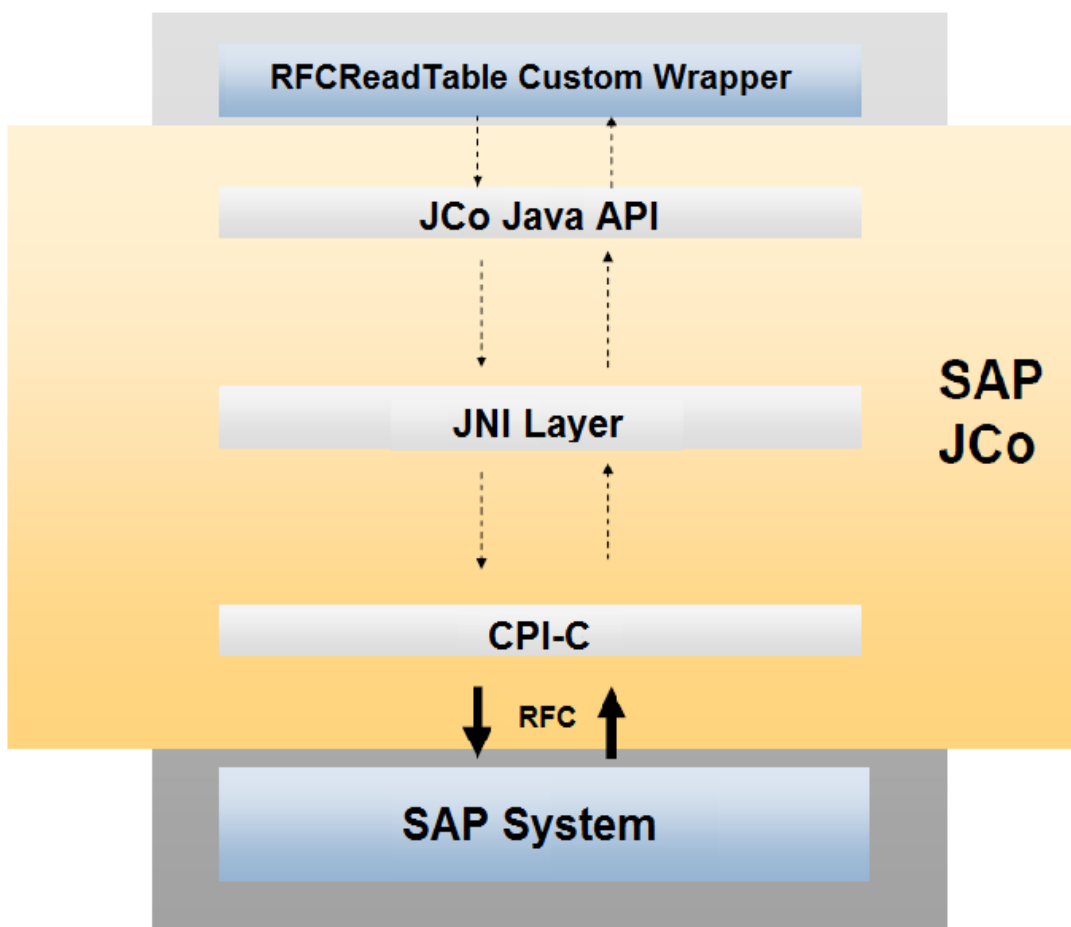 RFCReadTable Custom Wrapper
JCo Java API
SAP
JCo
JNI Layer
CPI-C
RFC
SAP System